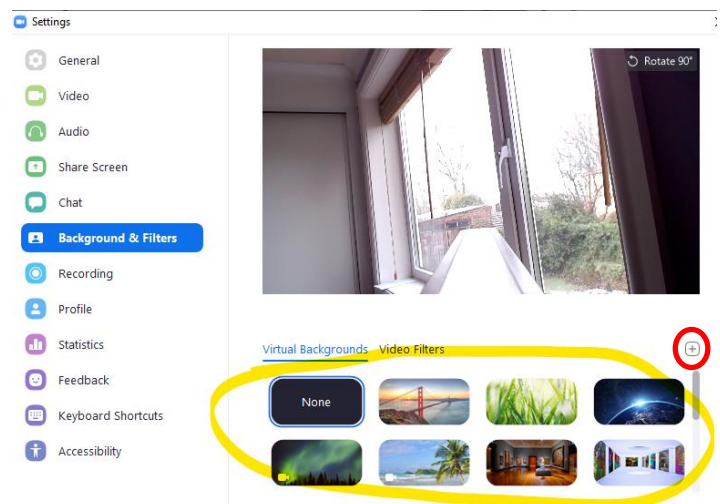 Settings
General
Video
Audio
Share Screen
Chat
Background & Filters
Recording
Profile
Statistics
Feedback
Keyboard Shortcuts
Accessibility
Rotate 90°
Virtual Backgrounds Video Filters
None